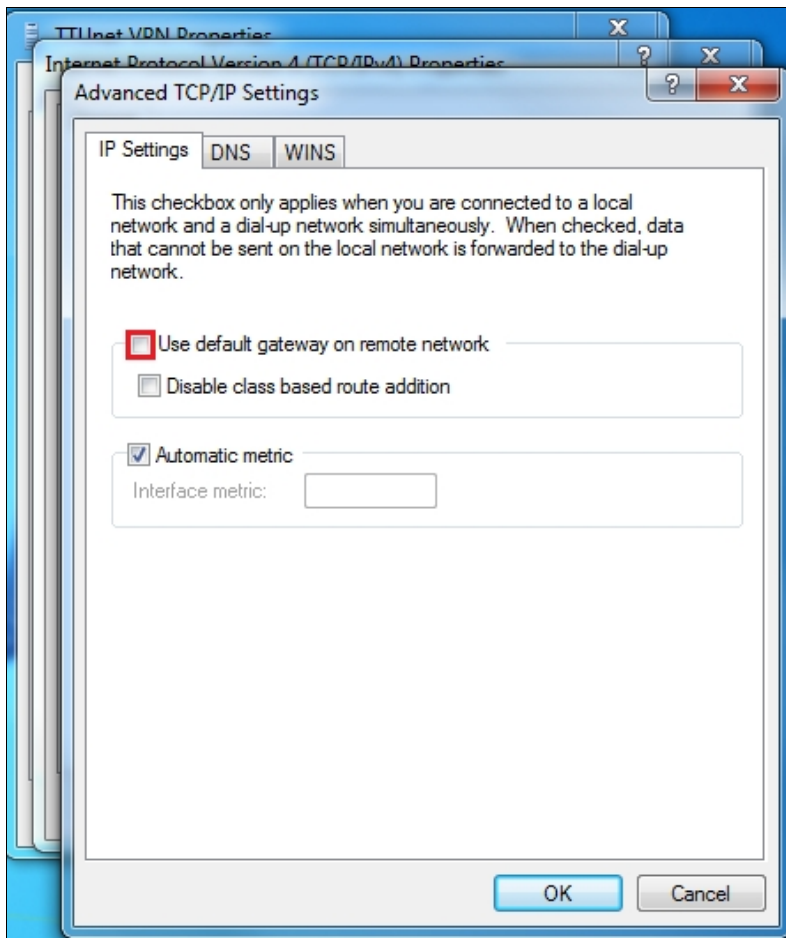 TTUnet VPN Properties
Internet Protocol Version 4 (TCP/IPv4) Properties
Advanced TCP/IP Settings
IP Settings DNS WINS
This checkbox only applies when you are connected to a local
network and a dial-up network simultaneously. When checked, data
that cannot be sent on the local network is forwarded to the dial-up
network.
Use default gateway on remote network
Disable class based route addition
Automatic metric
Interface metric:
OK Cancel